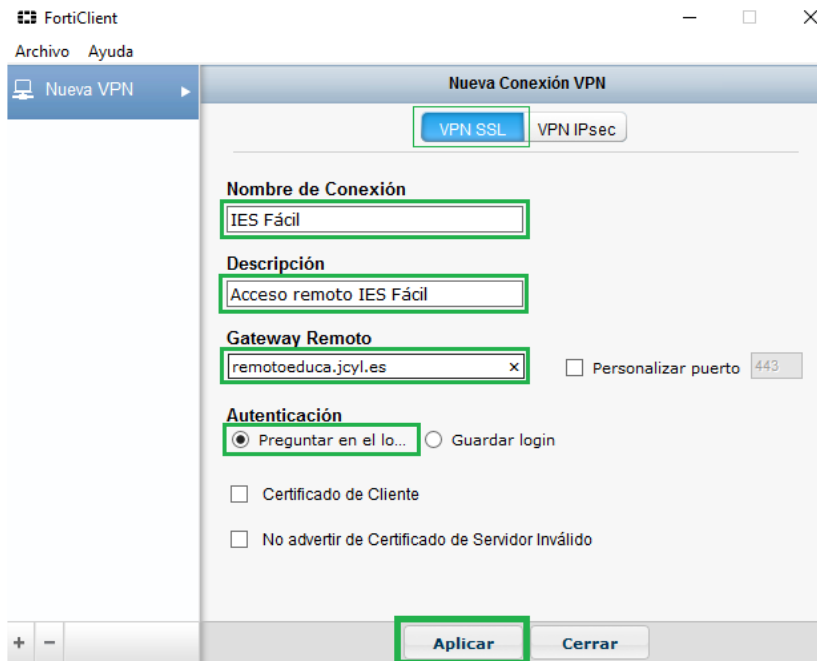 FortiClient
Archivo Ayuda
Nueva VPN
Nueva Conexión VPN
VPN SSL VPN IPsec
Nombre de Conexión
IES Fácil
Descripción
Acceso remoto IES Fácil
Gateway Remoto
remotoeduca.jcyl.es
Personalizar puerto 443
Autenticación
Preguntar en el lo... Guardar login
Certificado de Cliente
No advertir de Certificado de Servidor Inválido
Aplicar Cerrar